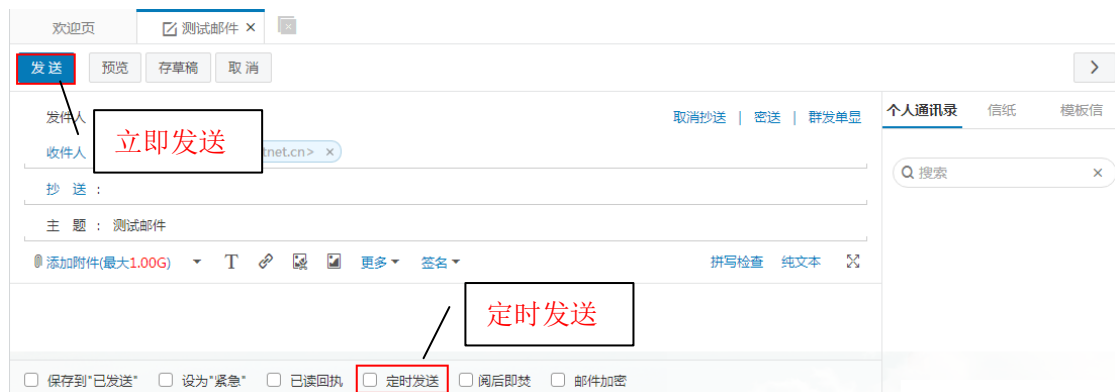 欢迎页 测试邮件 ×
发送 预览 存草稿 取消 >
发件人 取消抄送 | 密送 | 群发单显 个人通讯录 信纸 模板信
立即发送
收件人 tnet.cn> ×
搜索 ×
抄 送 :
主 题 : 测试邮件
添加附件(最大1.00G) T 更多 签名 拼写检查 纯文本
定时发送
保存到"已发送" 设为"紧急" 已读回执 定时发送 阅后即焚 邮件加密